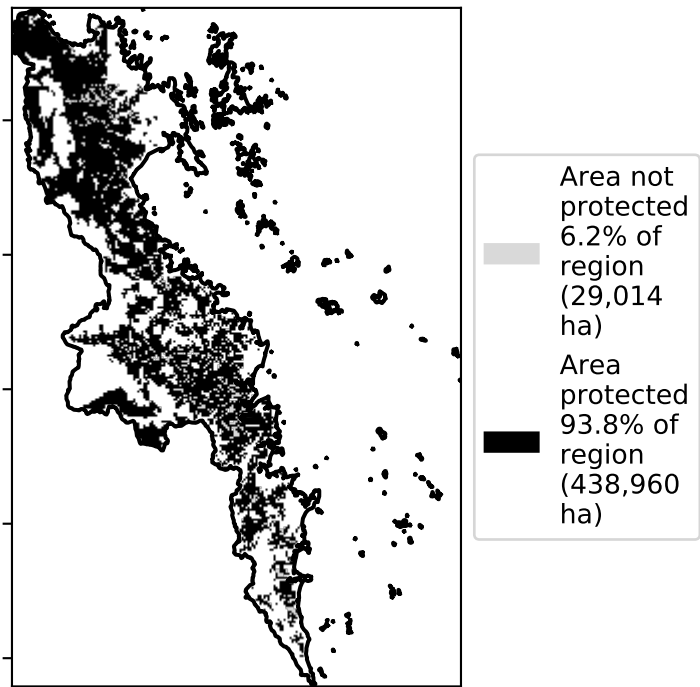 Area not
protected
6.2% of
region
(29,014
ha)
Area
protected
93.8% of
region
(438,960
ha)